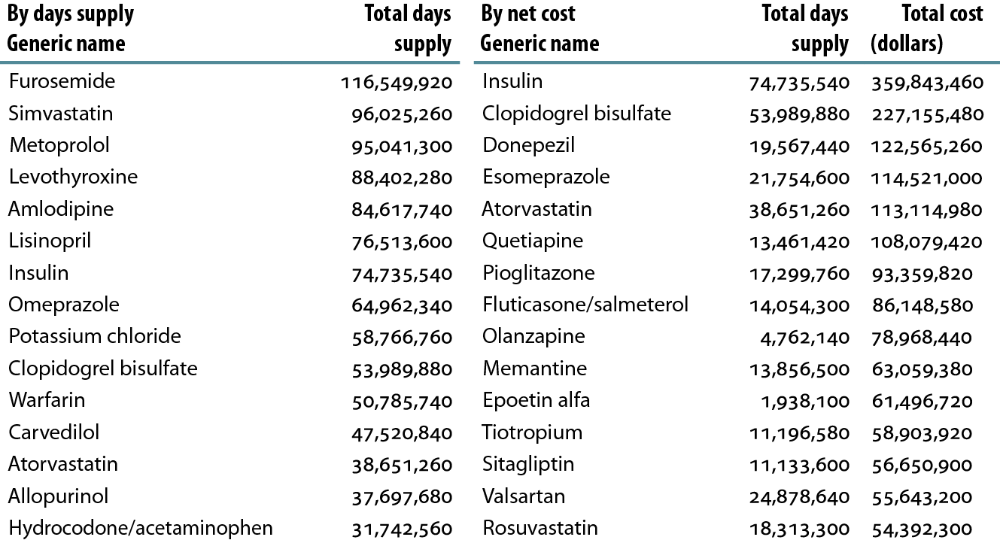 By days supply Total days By net cost Total days Total cost
Generic name supply Generic name supply (dollars)
Furosemide 116,549,920 Insulin 74,735,540 359,843,460
Simvastatin 96,025,260 Clopidogrel bisulfate 53,989,880 227,155,480
Metoprolol 95,041,300 Donepezil 19,567,440 122,565,260
Levothyroxine 88,402,280 Esomeprazole 21,754,600 114,521,000
Amlodipine 84,617,740 Atorvastatin 38,651,260 113,114,980
Lisinopril 76,513,600 Quetiapine 13,461,420 108,079,420
Insulin 74,735,540 Pioglitazone 17,299,760 93,359,820
Omeprazole 64,962,340 Fluticasone/salmeterol 14,054,300 86,148,580
Potassium chloride 58,766,760 Olanzapine 4,762,140 78,968,440
Clopidogrel bisulfate 53,989,880 Memantine 13,856,500 63,059,380
Warfarin 50,785,740 Epoetin alfa 1,938,100 61,496,720
Carvedilol 47,520,840 Tiotropium 11,196,580 58,903,920
Atorvastatin 38,651,260 Sitagliptin 11,133,600 56,650,900
Allopurinol 37,697,680 Valsartan 24,878,640 55,643,200
Hydrocodone/acetaminophen 31,742,560 Rosuvastatin 18,313,300 54,392,300